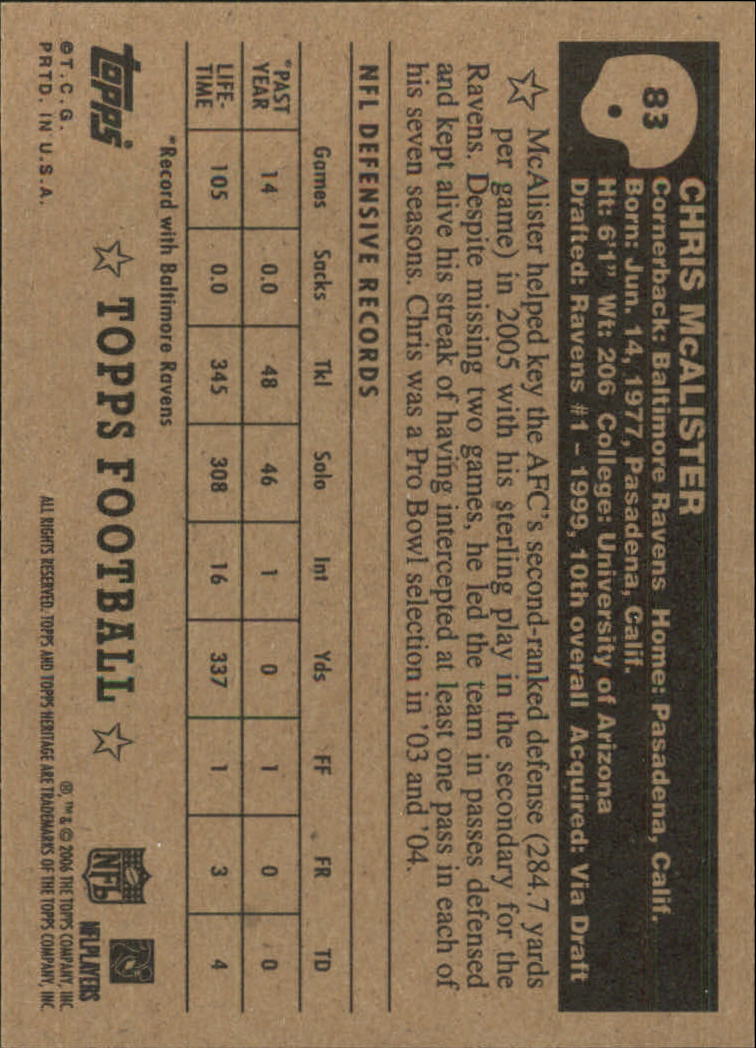 83
CHRIS McALISTER
Cornerback: Baltimore Ravens Home: Pasadena, Calif.
Born: Jun. 14, 1977, Pasadena, Calif.
Ht: 6'1" Wt: 206 College: University of Arizona
Drafted: Ravens #1 - 1999, 10th overall Acquired: Via Draft
McAlister helped key the AFC's second-ranked defense (284.7 yards
per game) in 2005 with his sterling play in the secondary for the
Ravens. Despite missing two games, he led the team in passes defensed
and kept alive his streak of having intercepted at least one pass in each of
his seven seasons. Chris was a Pro Bowl selection in '03 and '04.
NFL DEFENSIVE RECORDS
Games Sacks Tkl Solo Int Yds FF FR TD
*PAST YEAR 14 0.0 48 46 1 0 1 0 0
LIFE-TIME 105 0.0 345 308 16 337 1 3 4
*Record with Baltimore Ravens
topps
☆ TOPPS FOOTBALL ☆
NFL
NFLPLAYERS
©T.C.G.
PRTD. IN U.S.A.
®, ™ & © 2006 THE TOPPS COMPANY, INC.
ALL RIGHTS RESERVED. TOPPS AND TOPPS HERITAGE ARE TRADEMARKS OF THE TOPPS COMPANY, INC.